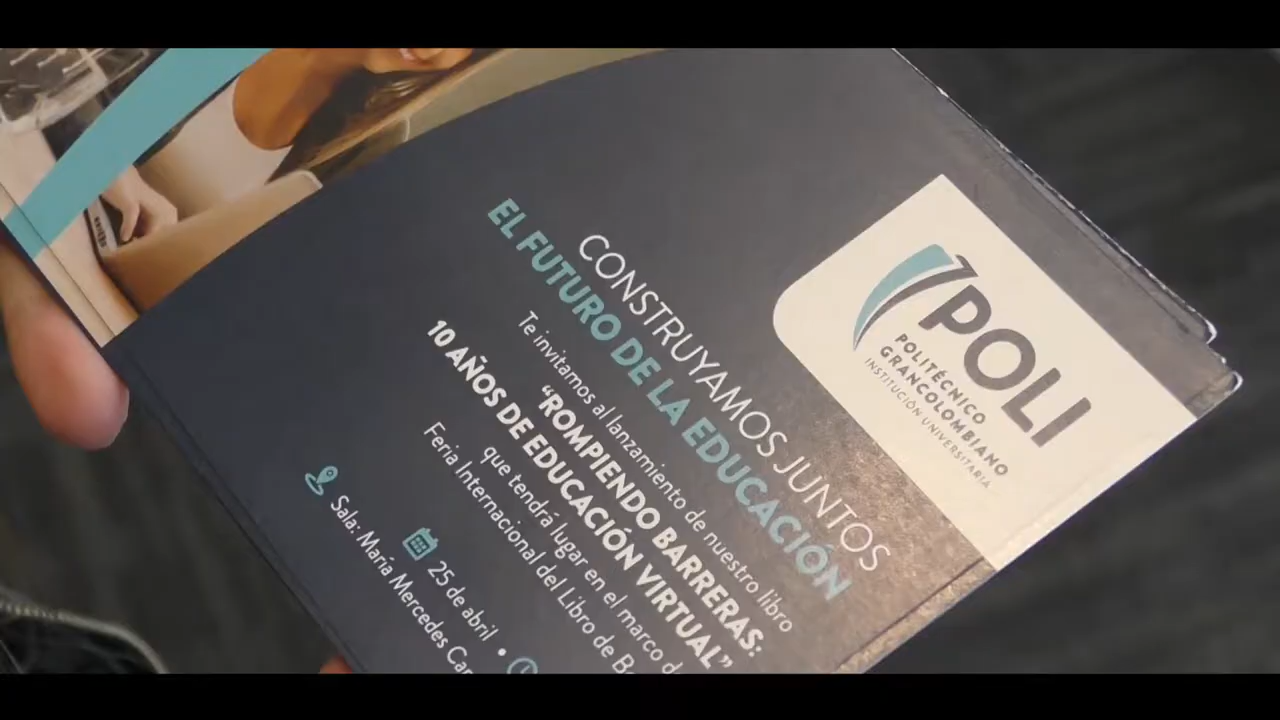 POLI
POLITÉCNICO
GRANCOLOMBIANO
INSTITUCIÓN UNIVERSITARIA
CONSTRUYAMOS JUNTOS
EL FUTURO DE LA EDUCACIÓN
Te invitamos al lanzamiento de nuestro libro
“ROMPIENDO BARRERAS:
10 AÑOS DE EDUCACIÓN VIRTUAL”
que tendrá lugar en el marco de
Feria Internacional del Libro de
25 de abril •
Sala: María Mercedes